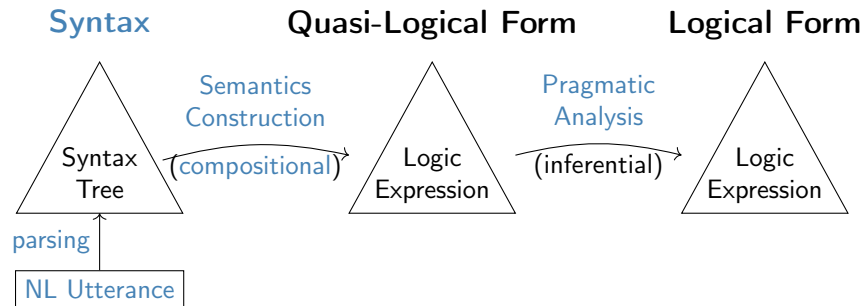 Syntax Quasi-Logical Form Logical Form
Semantics
Construction
Pragmatic
Analysis
Syntax
Tree
(compositional)
Logic
Expression
(inferential)
Logic
Expression
parsing
NL Utterance